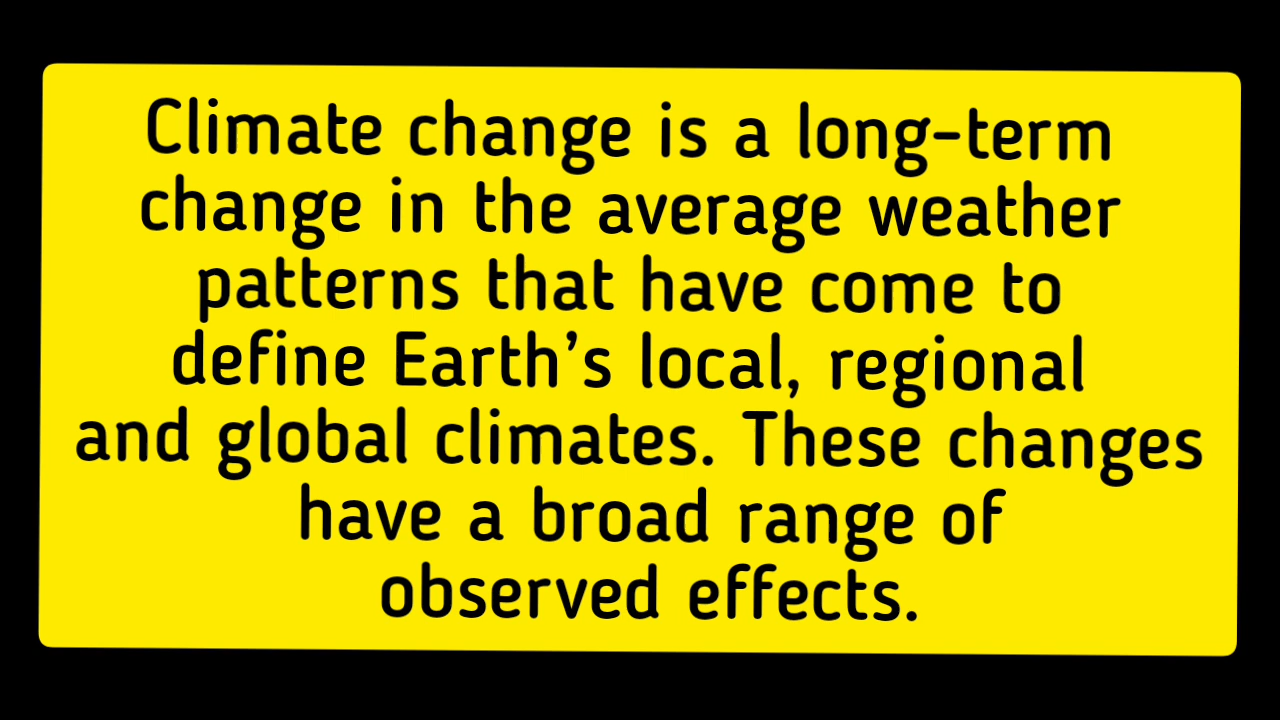 Climate change is a long-term
change in the average weather
patterns that have come to
define Earth’s local, regional
and global climates. These changes
have a broad range of
observed effects.